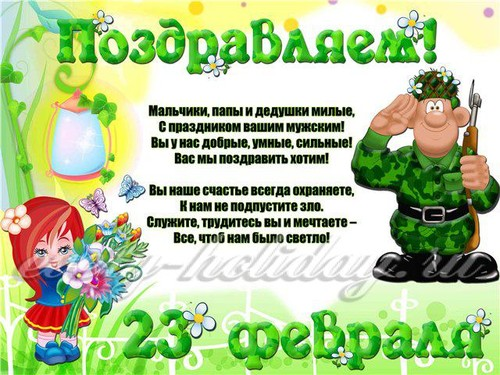 Поздравляем!
Мальчики, папы и дедушки милые,
С праздником вашим мужским!
Вы у нас добрые, умные, сильные!
Вас мы поздравить хотим!
Вы наше счастье всегда охраняете,
К нам не подпустите зло.
Служите, трудитесь вы и мечтаете –
Все, чтоб нам было светло!
23 февраля